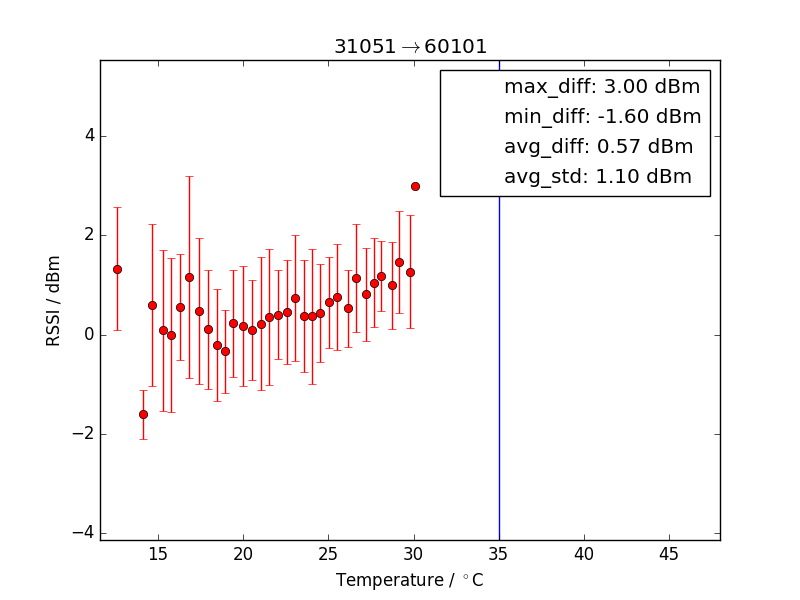 31051→60101
max_diff: 3.00 dBm
min_diff: -1.60 dBm
avg_diff: 0.57 dBm
avg_std: 1.10 dBm
4
2
0
−2
−4
RSSI / dBm
15 20 25 30 35 40 45
Temperature / °C